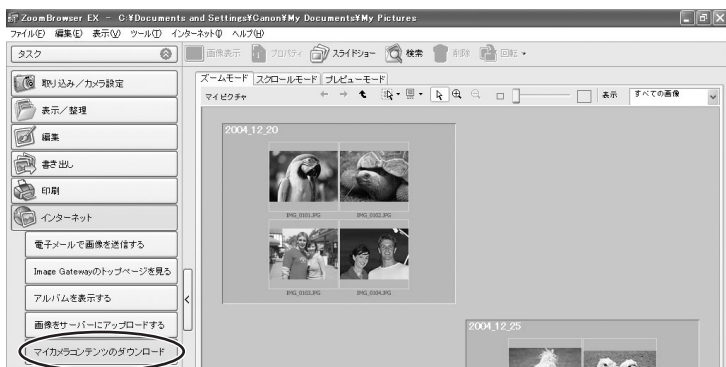 ZoomBrowser EX - C:¥Documents and Settings¥Canon¥My Documents¥My Pictures
ファイル(F) 編集(E) 表示(V) ツール(T) インターネット(I) ヘルプ(H)
タスク
画像表示 プロパティ スライドショー 検索 削除 回転
取り込み/カメラ設定
表示/整理
編集
書き出し
印刷
インターネット
電子メールで画像を送信する
Image Gatewayのトップページを見る
アルバムを表示する
画像をサーバーにアップロードする
マイカメラコンテンツのダウンロード
ズームモード スクロールモード プレビューモード
マイピクチャ 表示 すべての画像
2004_12_20
IMG_0101.JPG IMG_0102.JPG
IMG_0103.JPG IMG_0104.JPG
2004_12_25